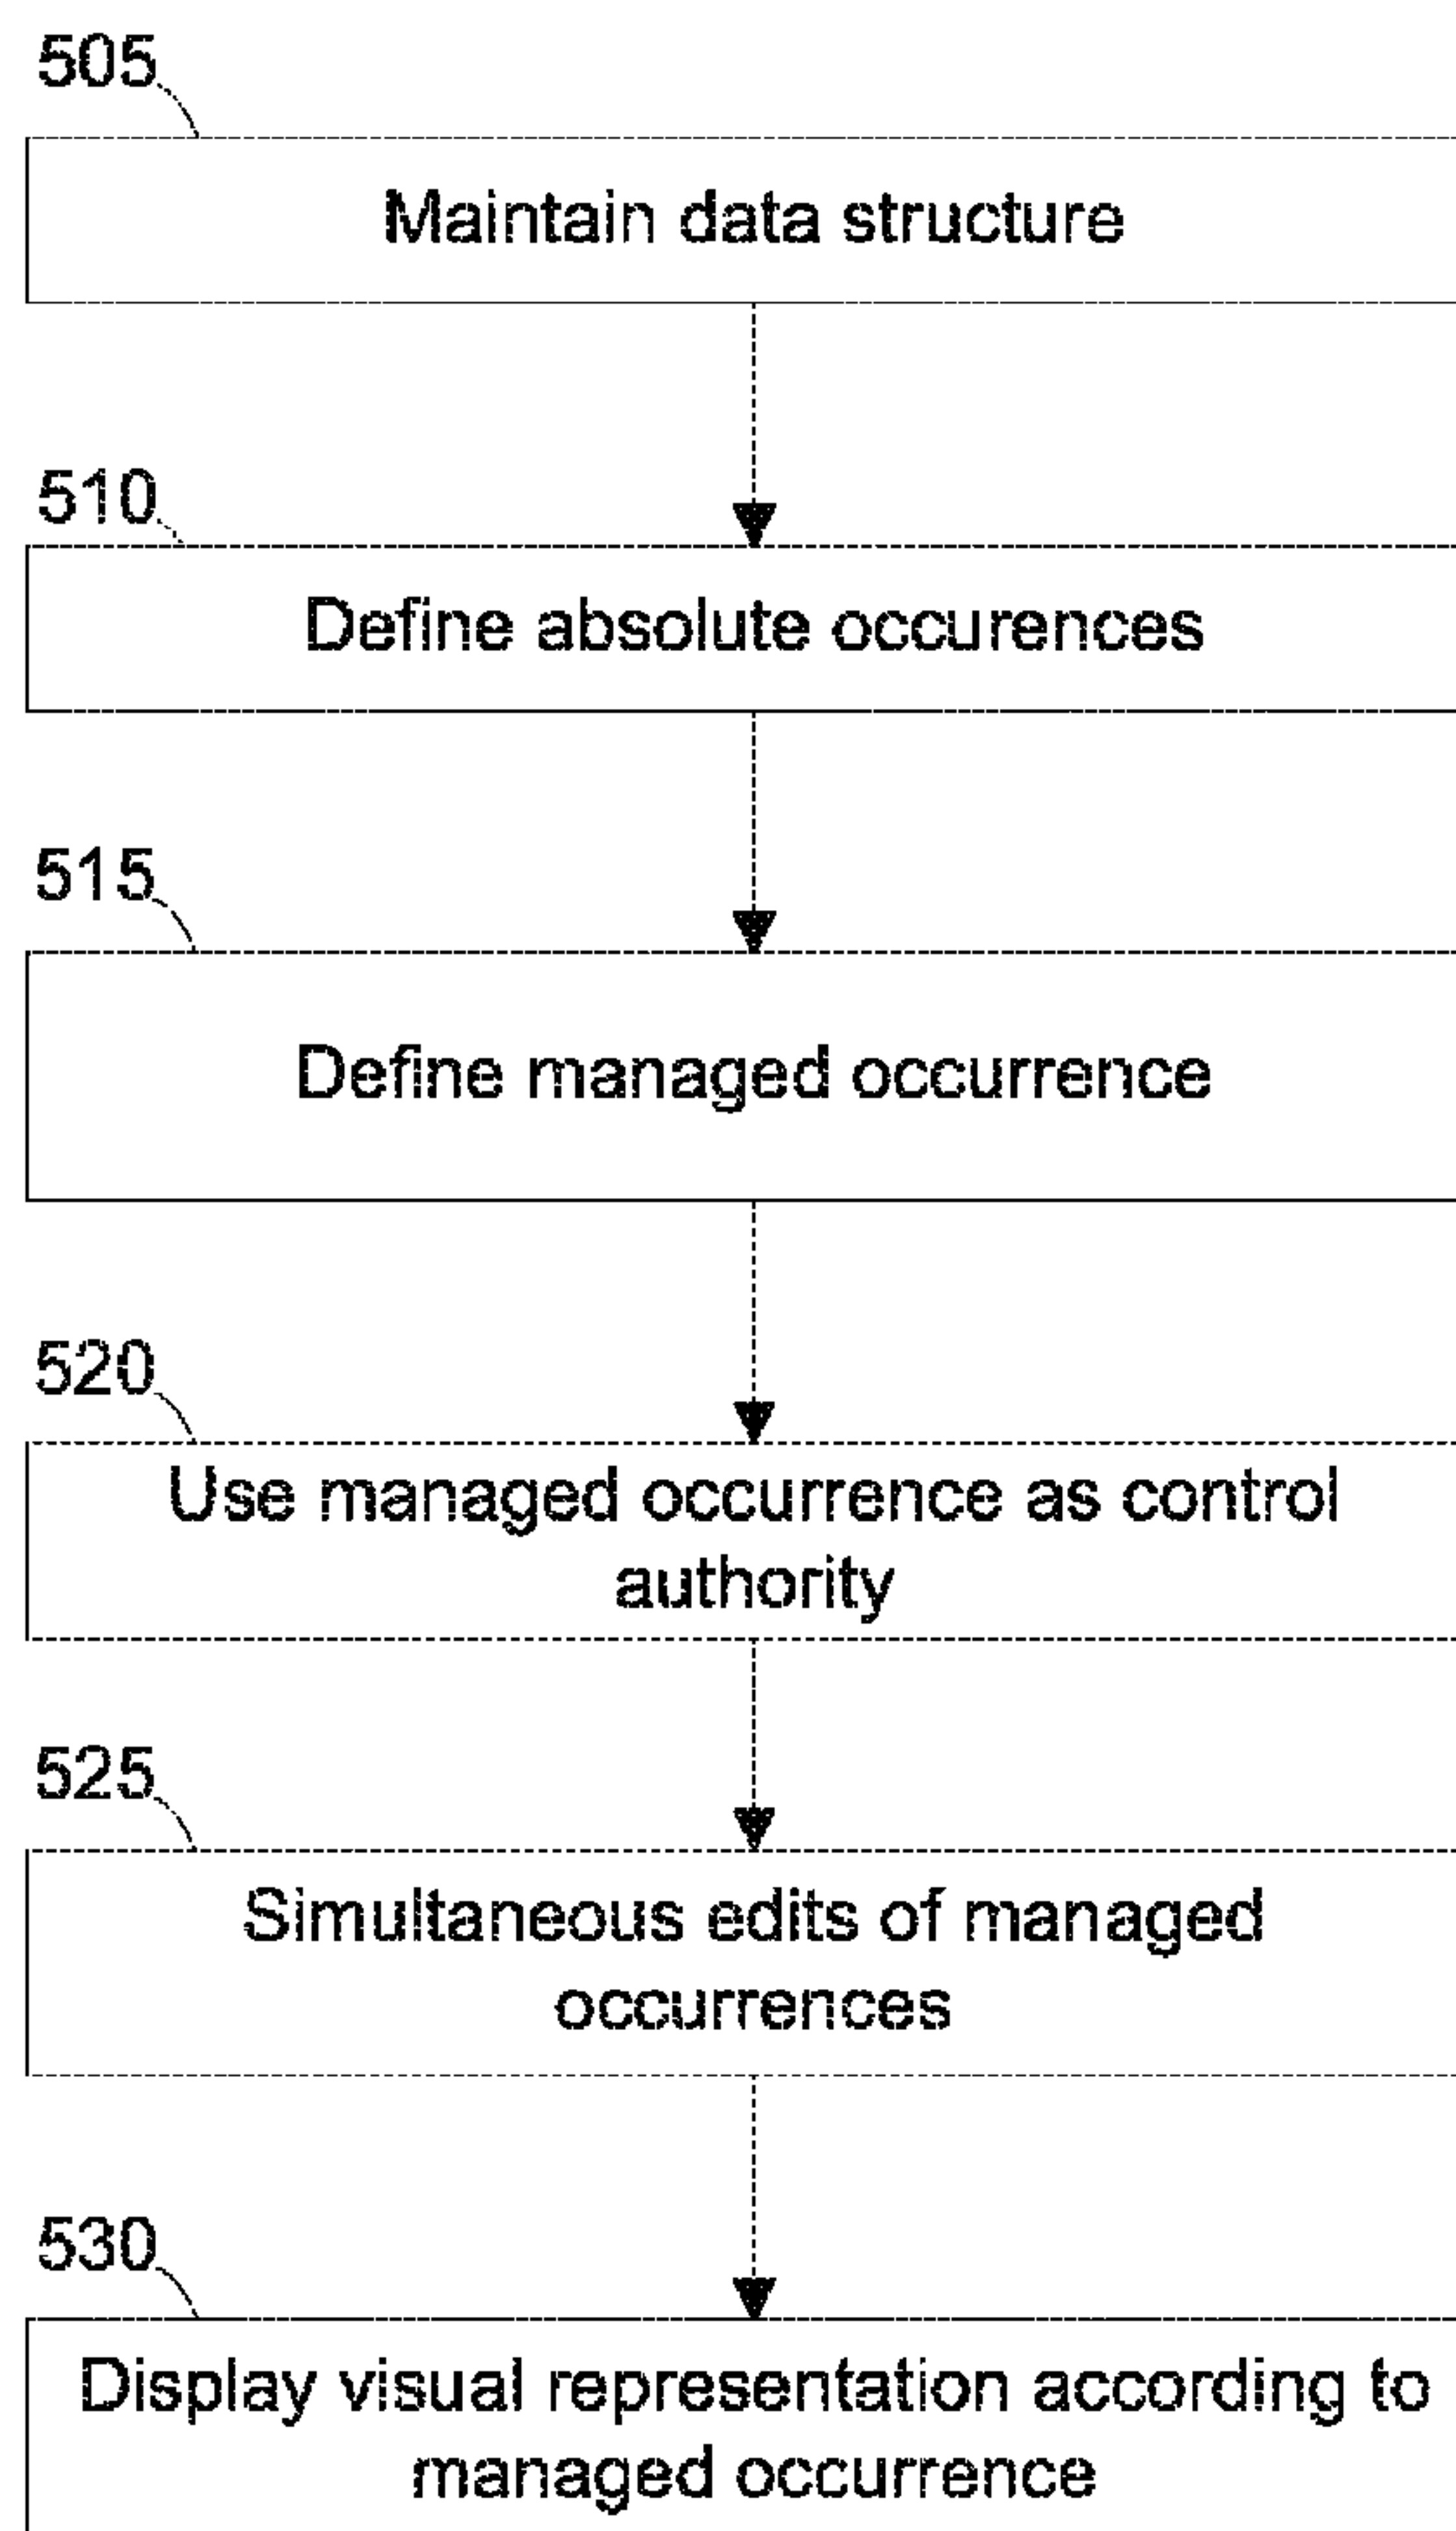 505
Maintain data structure
510
Define absolute occurences
515
Define managed occurrence
520
Use managed occurrence as control
authority
525
Simultaneous edits of managed
occurrences
530
Display visual representation according to
managed occurrence